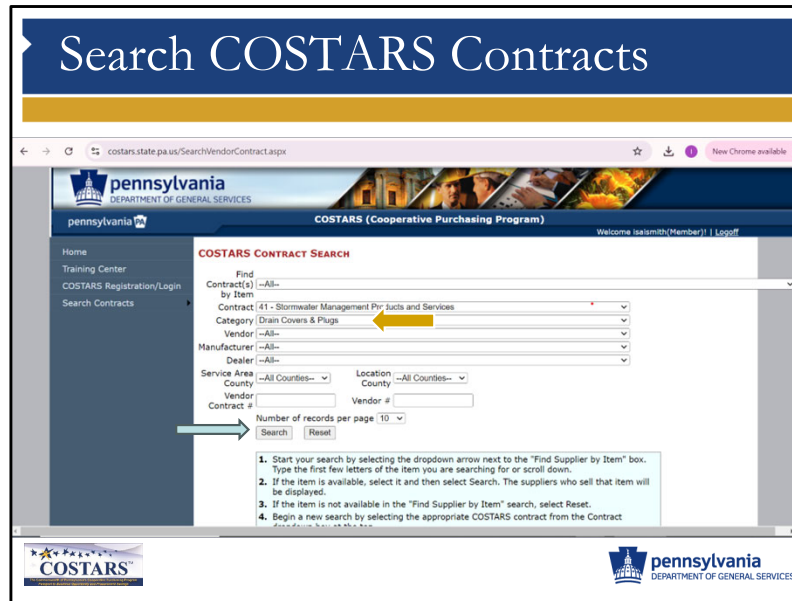 Search COSTARS Contracts
costars.state.pa.us/SearchVendorContract.aspx
New Chrome available
pennsylvania
DEPARTMENT OF GENERAL SERVICES
pennsylvania PA
COSTARS (Cooperative Purchasing Program)
Welcome isaismith(Member)! | Logoff
Home
Training Center
COSTARS Registration/Login
Search Contracts
COSTARS CONTRACT SEARCH
Find Contract(s) by Item --All--
Contract 41 - Stormwater Management Products and Services
Category Drain Covers & Plugs
Vendor --All--
Manufacturer --All--
Dealer --All--
Service Area County --All Counties-- Location County --All Counties--
Vendor Contract # Vendor #
Number of records per page 10
Search Reset
1. Start your search by selecting the dropdown arrow next to the "Find Supplier by Item" box.
Type the first few letters of the item you are searching for or scroll down.
2. If the item is available, select it and then select Search. The suppliers who sell that item will
be displayed.
3. If the item is not available in the "Find Supplier by Item" search, select Reset.
4. Begin a new search by selecting the appropriate COSTARS contract from the Contract
COSTARS™
pennsylvania
DEPARTMENT OF GENERAL SERVICES